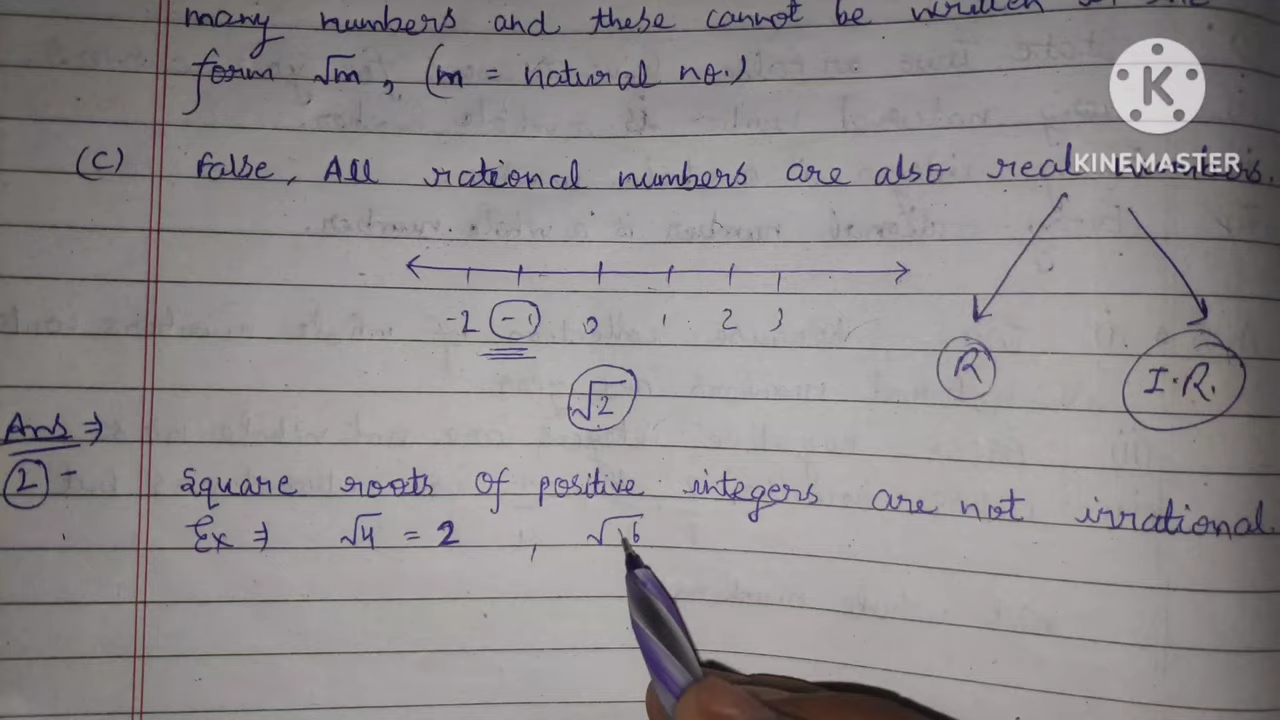 many numbers and these cannot be written
form √m, (m = natural no.)
K
KINEMASTER
(C) False, All rational numbers are also real
-2 -1 0 1 2 3
R
I.R.
√2
Ans ⇒
2 - Square roots of positive integers are not irrational.
Ex ⇒ √4 = 2 , √16